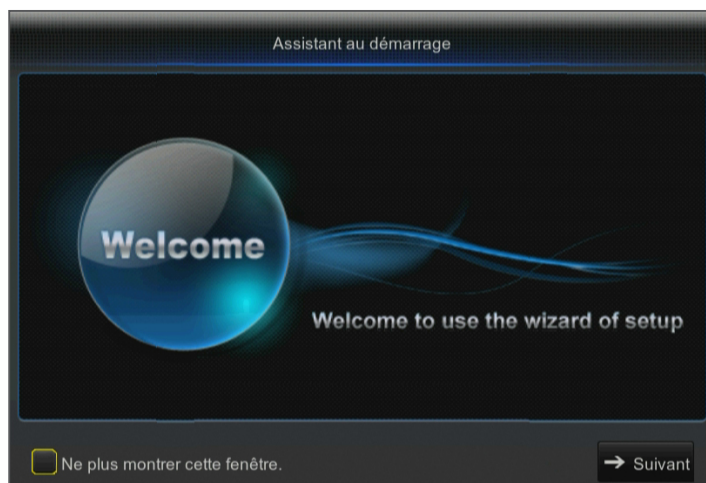 Assistant au démarrage
Welcome
Welcome to use the wizard of setup
Ne plus montrer cette fenêtre.
→ Suivant